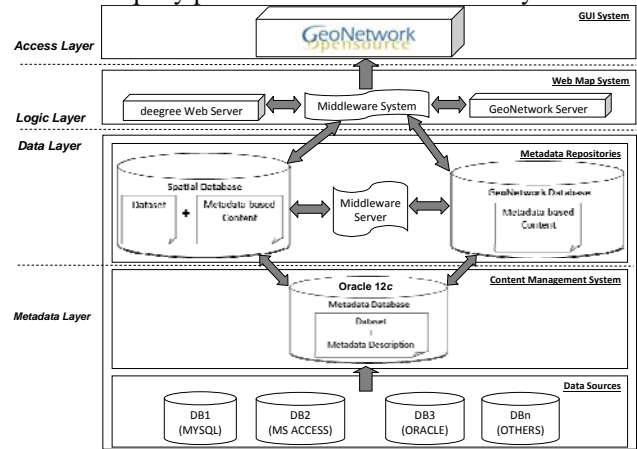 GUI System
Access Layer
GeoNetwork
Opensource
Web Map System
deegree Web Server
Middleware System
GeoNetwork Server
Logic Layer
Data Layer
Metadata Repositories
Spatial Database
Dataset
+
Metadata based
Content
Middleware
Server
GeoNetwork Database
Metadata based
Content
Content Management System
Oracle 12c
Metadata Database
Dataset
+
Metadata Description
Metadata Layer
Data Sources
DB1
(MYSQL)
DB2
(MS ACCESS)
DB3
(ORACLE)
DBn
(OTHERS)